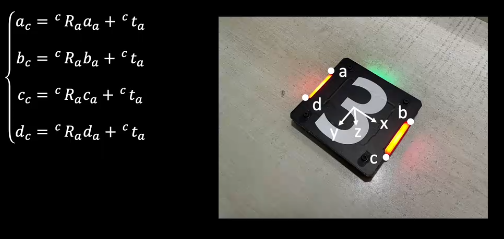 a_c = ^cR_a a_a + ^ct_a
b_c = ^cR_a b_a + ^ct_a
c_c = ^cR_a c_a + ^ct_a
d_c = ^cR_a d_a + ^ct_a
a
d
3
b
x
y
z
c